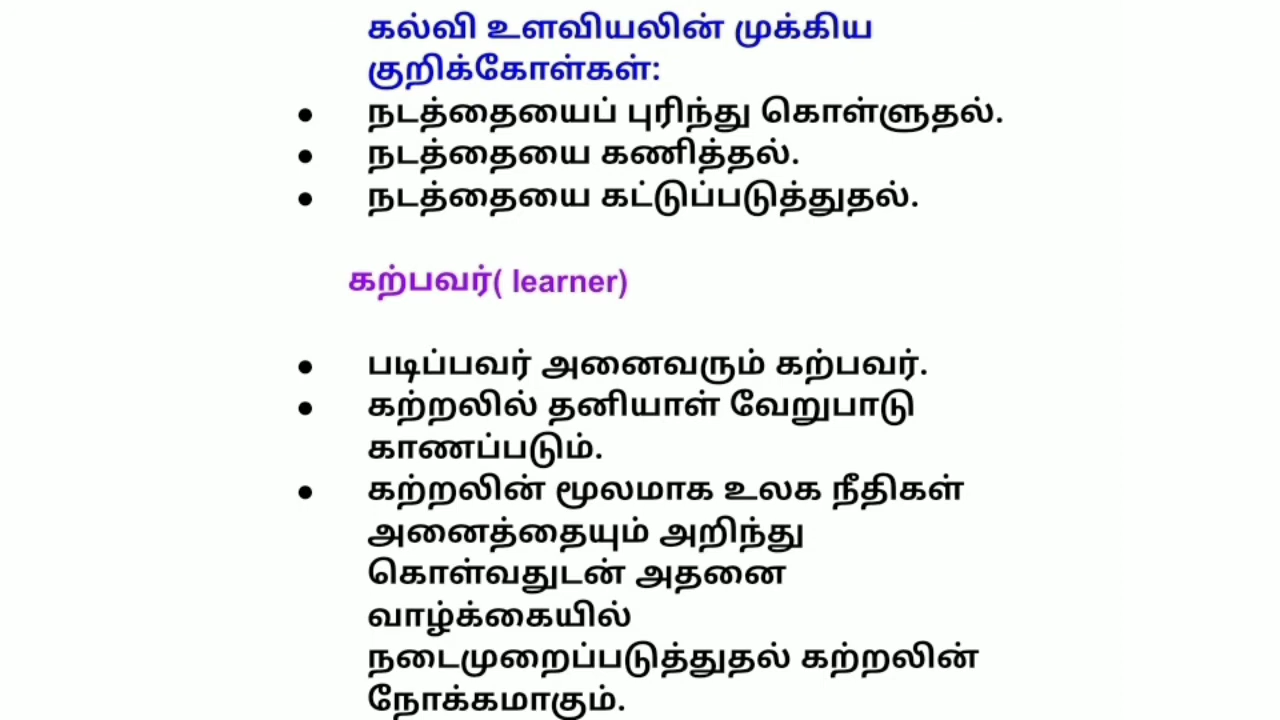 கல்வி உளவியலின் முக்கிய
குறிக்கோள்கள்:
● நடத்தையைப் புரிந்து கொள்ளுதல்.
● நடத்தையை கணித்தல்.
● நடத்தையை கட்டுப்படுத்துதல்.
கற்பவர்( learner)
● படிப்பவர் அனைவரும் கற்பவர்.
● கற்றலில் தனியாள் வேறுபாடு
காணப்படும்.
● கற்றலின் மூலமாக உலக நீதிகள்
அனைத்தையும் அறிந்து
கொள்வதுடன் அதனை
வாழ்க்கையில்
நடைமுறைப்படுத்துதல் கற்றலின்
நோக்கமாகும்.